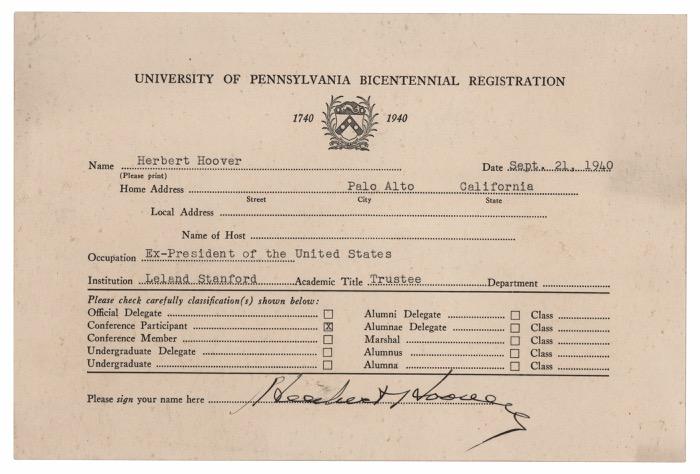 UNIVERSITY OF PENNSYLVANIA BICENTENNIAL REGISTRATION
1740 1940
Name Herbert Hoover Date Sept. 21, 1940
(Please print)
Home Address Palo Alto California
Street City State
Local Address
Name of Host
Occupation Ex-President of the United States
Institution Leland Stanford Academic Title Trustee Department
Please check carefully classification(s) shown below:
Official Delegate Alumni Delegate Class
Conference Participant X Alumnae Delegate Class
Conference Member Marshal Class
Undergraduate Delegate Alumnus Class
Undergraduate Alumna Class
Please sign your name here Herbert Hoover